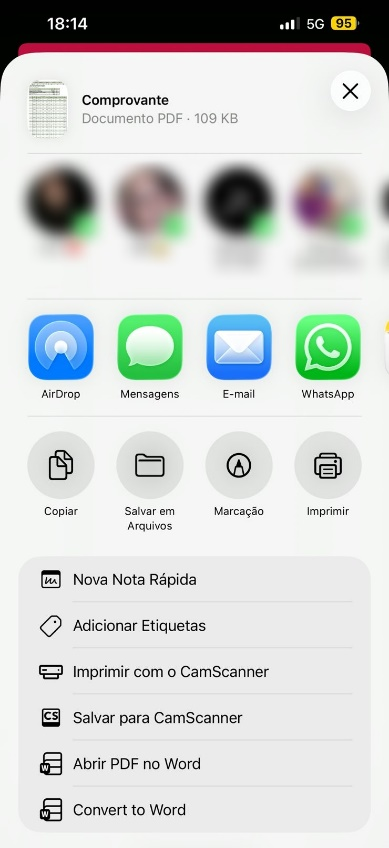 18:14
5G
95
Comprovante
Documento PDF · 109 KB
AirDrop
Mensagens
E-mail
WhatsApp
Copiar
Salvar em
Arquivos
Marcação
Imprimir
Nova Nota Rápida
Adicionar Etiquetas
Imprimir com o CamScanner
CS
Salvar para CamScanner
W
Abrir PDF no Word
W
Convert to Word